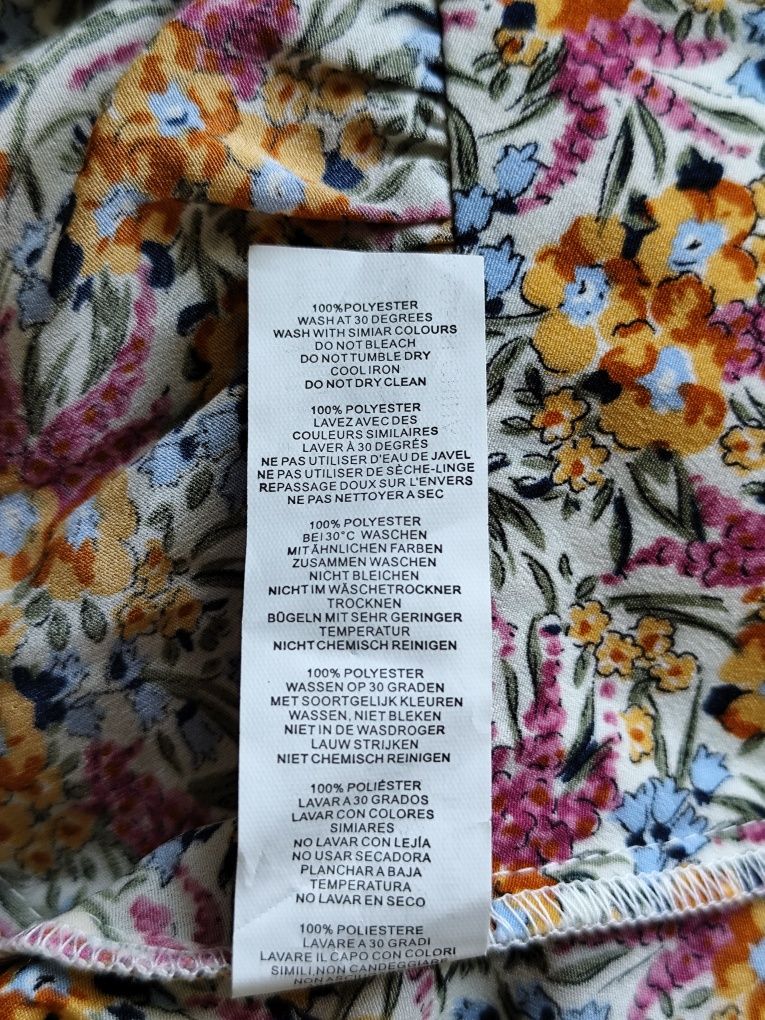 100%POLYESTER
WASH AT 30 DEGREES
WASH WITH SIMIAR COLOURS
DO NOT BLEACH
DO NOT TUMBLE DRY
COOL IRON
DO NOT DRY CLEAN
100% POLYESTER
LAVEZ AVEC DES
COULEURS SIMILAIRES
LAVER À 30 DEGRÉS
NE PAS UTILISER D'EAU DE JAVEL
NE PAS UTILISER DE SÈCHE-LINGE
REPASSAGE DOUX SUR L'ENVERS
NE PAS NETTOYER A SEC
100% POLYESTER
BEI 30°C WASCHEN
MIT ÄHNLICHEN FARBEN
ZUSAMMEN WASCHEN
NICHT BLEICHEN
NICHT IM WÄSCHETROCKNER
TROCKNEN
BÜGELN MIT SEHR GERINGER
TEMPERATUR
NICHT CHEMISCH REINIGEN
100% POLYESTER
WASSEN OP 30 GRADEN
MET SOORTGELIJK KLEUREN
WASSEN, NIET BLEKEN
NIET IN DE WASDROGER
LAUW STRIJKEN
NIET CHEMISCH REINIGEN
100% POLIÉSTER
LAVAR A 30 GRADOS
LAVAR CON COLORES
SIMIARES
NO LAVAR CON LEJÍA
NO USAR SECADORA
PLANCHAR A BAJA
TEMPERATURA
NO LAVAR EN SECO
100% POLIESTERE
LAVARE A 30 GRADI
LAVARE IL CAPO CON COLORI
SIMILI, NON CANDEGGIARE
NON